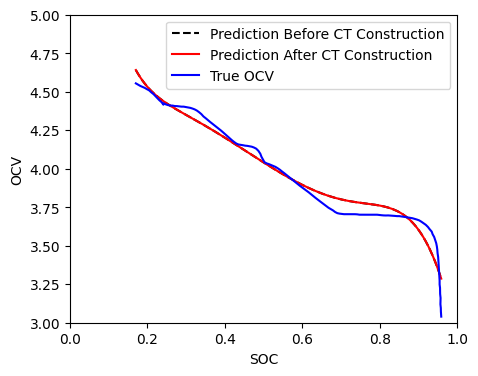 Prediction Before CT Construction
Prediction After CT Construction
True OCV
5.00
4.75
4.50
4.25
4.00
3.75
3.50
3.25
3.00
OCV
0.0 0.2 0.4 0.6 0.8 1.0
SOC